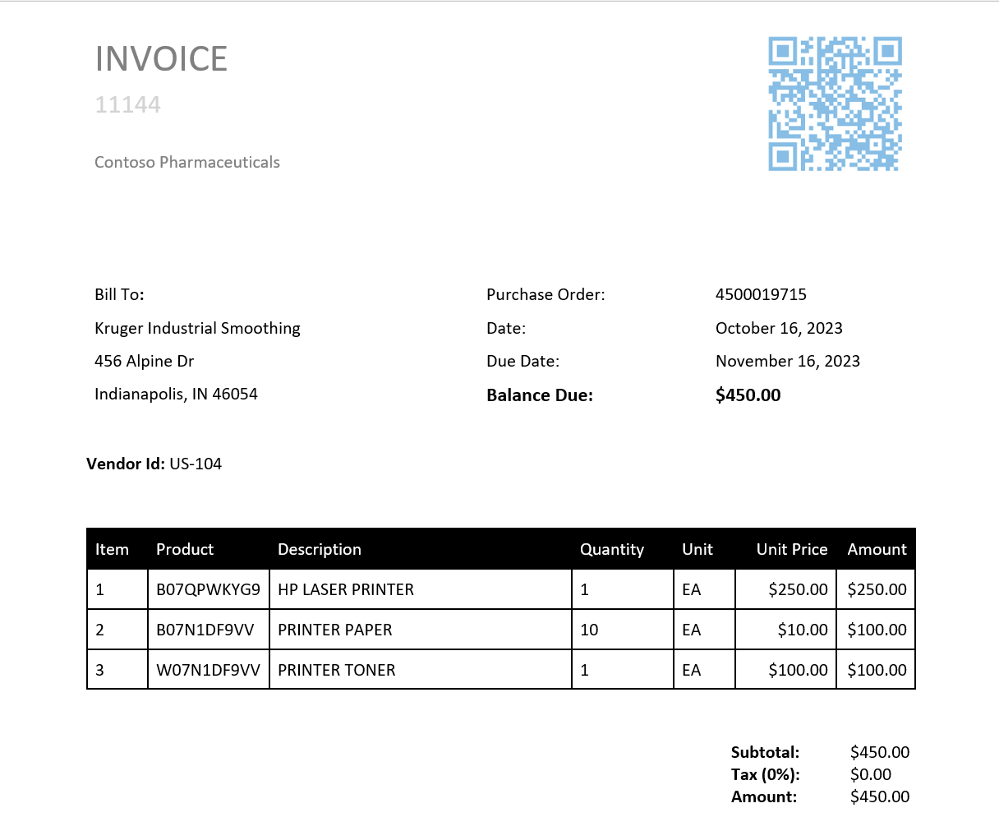 INVOICE
11144
Contoso Pharmaceuticals
Bill To: Purchase Order: 4500019715
Kruger Industrial Smoothing Date: October 16, 2023
456 Alpine Dr Due Date: November 16, 2023
Indianapolis, IN 46054 Balance Due: $450.00
Vendor Id: US-104
Item Product Description Quantity Unit Unit Price Amount
1 B07QPWKYG9 HP LASER PRINTER 1 EA $250.00 $250.00
2 B07N1DF9VV PRINTER PAPER 10 EA $10.00 $100.00
3 W07N1DF9VV PRINTER TONER 1 EA $100.00 $100.00
Subtotal: $450.00
Tax (0%): $0.00
Amount: $450.00